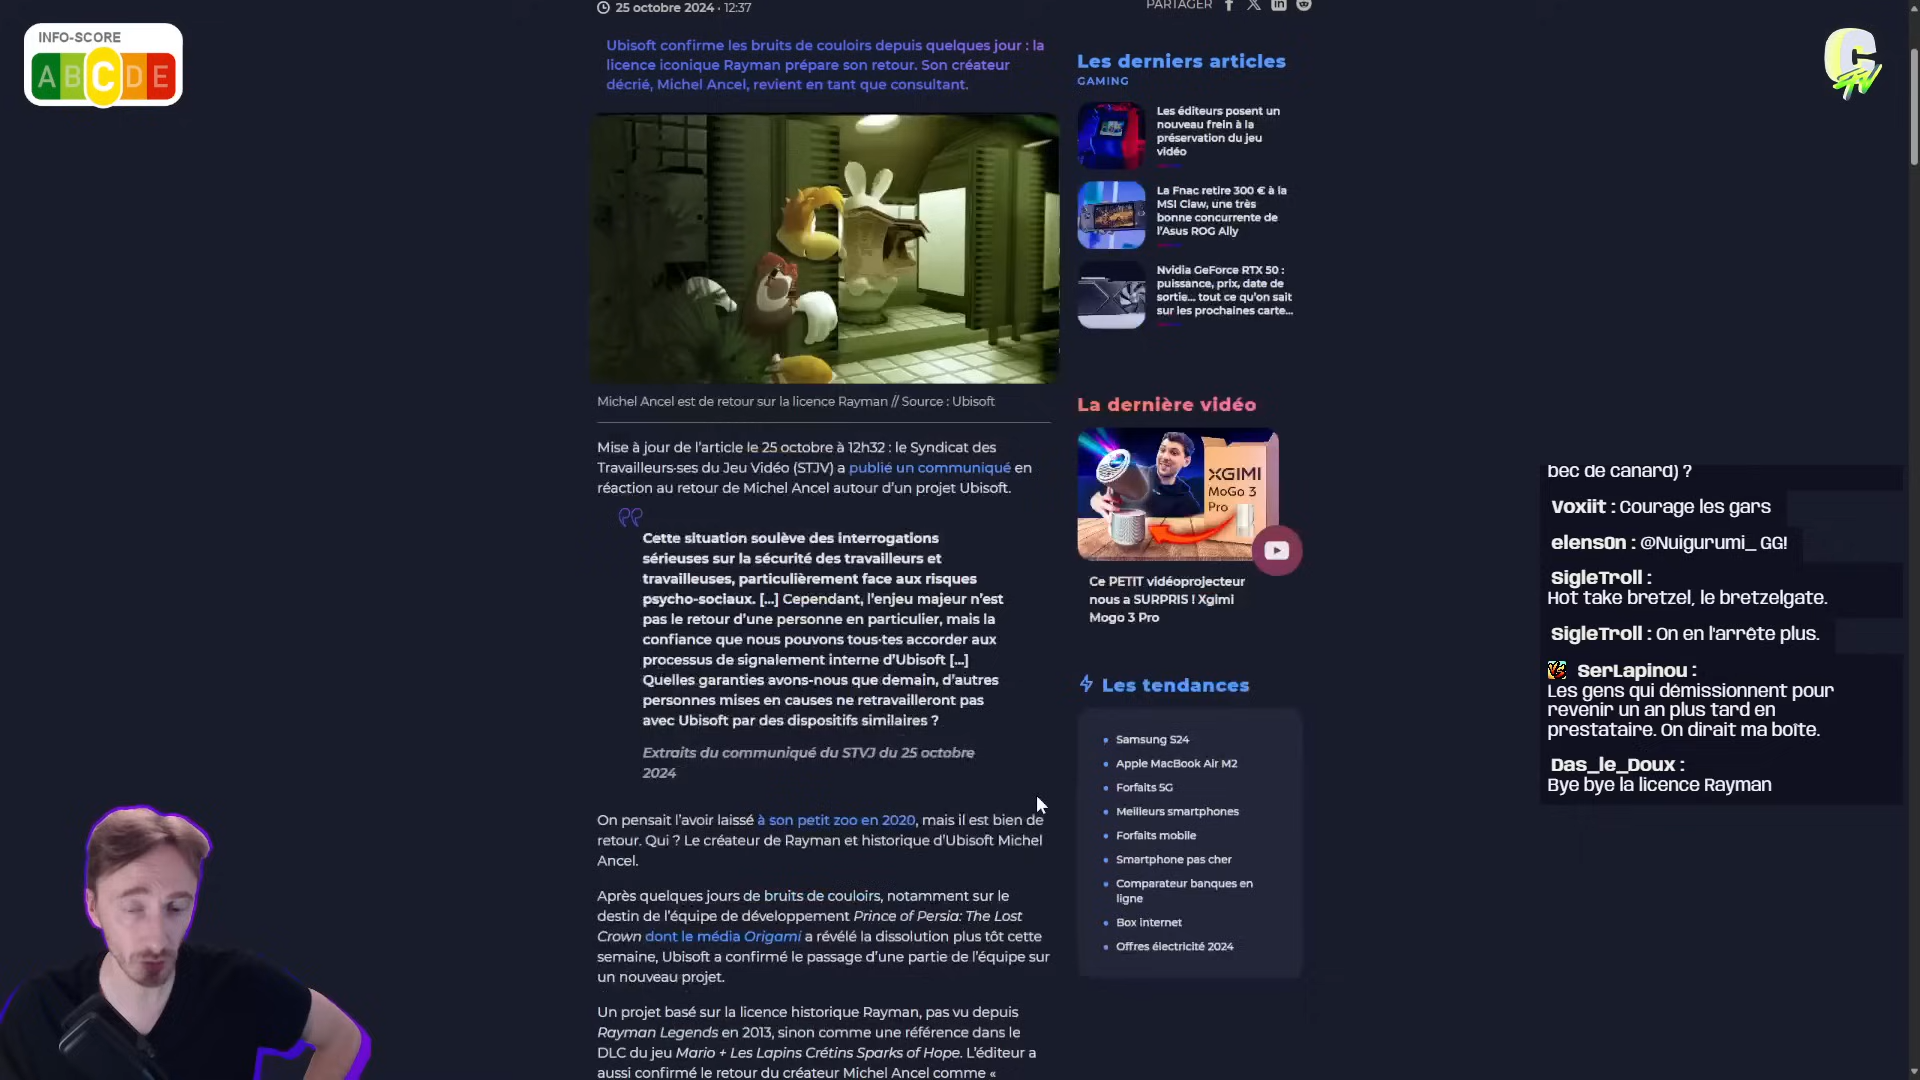 INFO-SCORE
A B C D E
25 octobre 2024 · 12:37
PARTAGER
Ubisoft confirme les bruits de couloirs depuis quelques jour : la
licence iconique Rayman prépare son retour. Son créateur
décrié, Michel Ancel, revient en tant que consultant.
Michel Ancel est de retour sur la licence Rayman // Source : Ubisoft
Mise à jour de l'article le 25 octobre à 12h32 : le Syndicat des
Travailleurs·ses du Jeu Vidéo (STJV) a publié un communiqué en
réaction au retour de Michel Ancel autour d'un projet Ubisoft.
Cette situation soulève des interrogations
sérieuses sur la sécurité des travailleurs et
travailleuses, particulièrement face aux risques
psycho-sociaux. [...] Cependant, l'enjeu majeur n'est
pas le retour d'une personne en particulier, mais la
confiance que nous pouvons tous·tes accorder aux
processus de signalement interne d'Ubisoft [...]
Quelles garanties avons-nous que demain, d'autres
personnes mises en causes ne retravailleront pas
avec Ubisoft par des dispositifs similaires ?
Extraits du communiqué du STVJ du 25 octobre
2024
On pensait l'avoir laissé à son petit zoo en 2020, mais il est bien de
retour. Qui ? Le créateur de Rayman et historique d'Ubisoft Michel
Ancel.
Après quelques jours de bruits de couloirs, notamment sur le
destin de l'équipe de développement Prince of Persia: The Lost
Crown dont le média Origami a révélé la dissolution plus tôt cette
semaine, Ubisoft a confirmé le passage d'une partie de l'équipe sur
un nouveau projet.
Un projet basé sur la licence historique Rayman, pas vu depuis
Rayman Legends en 2013, sinon comme une référence dans le
DLC du jeu Mario + Les Lapins Crétins Sparks of Hope. L'éditeur a
aussi confirmé le retour du créateur Michel Ancel comme «
Les derniers articles
GAMING
Les éditeurs posent un
nouveau frein à la
préservation du jeu
vidéo
La Fnac retire 300 € à la
MSI Claw, une très
bonne concurrente de
l'Asus ROG Ally
Nvidia GeForce RTX 50 :
puissance, prix, date de
sortie... tout ce qu'on sait
sur les prochaines carte...
La dernière vidéo
XGIMI
MoGo 3
Pro
Ce PETIT vidéoprojecteur
nous a SURPRIS ! Xgimi
Mogo 3 Pro
Les tendances
Samsung S24
Apple MacBook Air M2
Forfaits 5G
Meilleurs smartphones
Forfaits mobile
Smartphone pas cher
Comparateur banques en
ligne
Box internet
Offres électricité 2024
bec de canard) ?
Voxiit : Courage les gars
elens0n : @Nuigurumi_ GG!
SigleTroll :
Hot take bretzel, le bretzelgate.
SigleTroll : On en l'arrête plus.
SerLapinou :
Les gens qui démissionnent pour
revenir un an plus tard en
prestataire. On dirait ma boîte.
Das_le_Doux :
Bye bye la licence Rayman